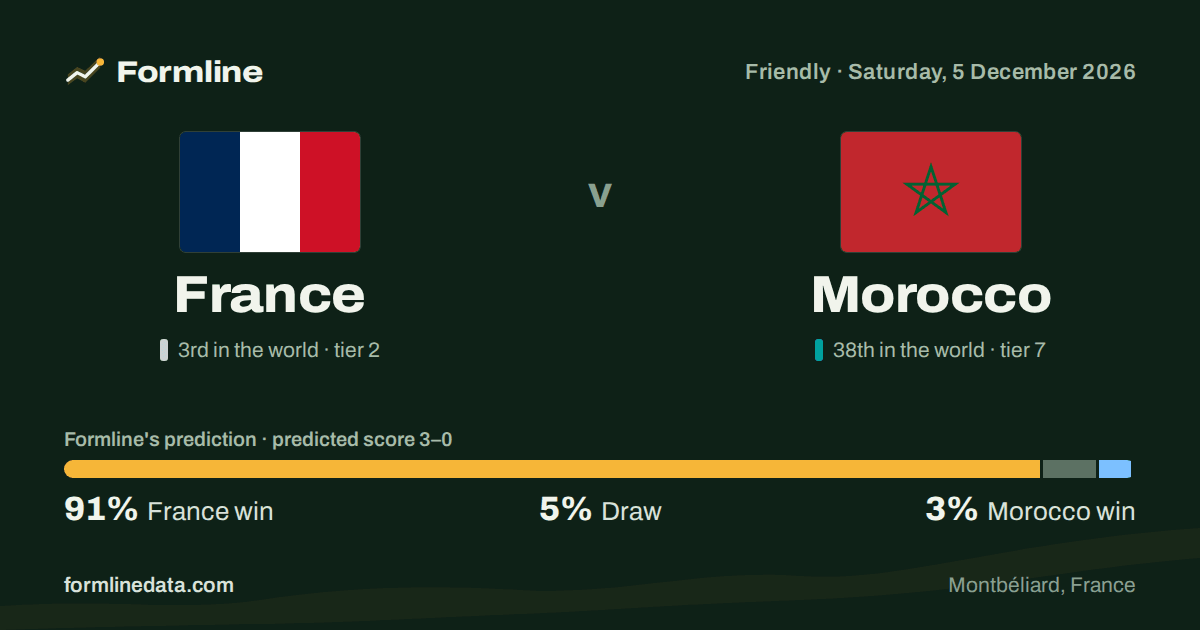 Formline
Friendly · Saturday, 5 December 2026
V
France
Morocco
3rd in the world · tier 2
38th in the world · tier 7
Formline's prediction · predicted score 3–0
91% France win
5% Draw
3% Morocco win
formlinedata.com
Montbéliard, France